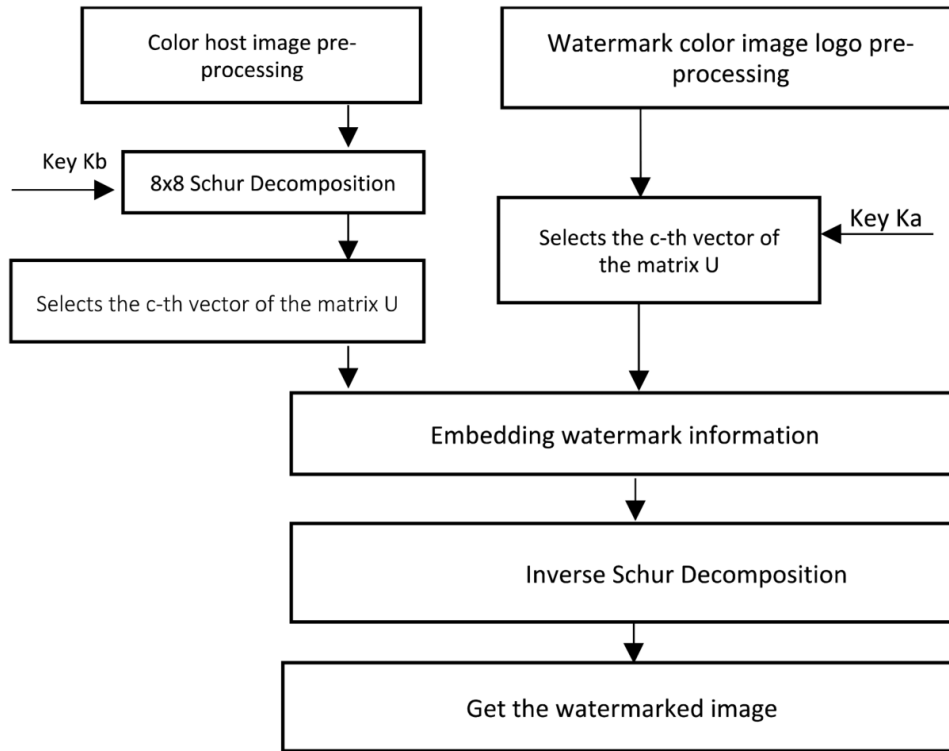 Color host image pre-
processing
Watermark color image logo pre-
processing
Key Kb
8x8 Schur Decomposition
Key Ka
Selects the c-th vector of
the matrix U
Selects the c-th vector of the matrix U
Embedding watermark information
Inverse Schur Decomposition
Get the watermarked image